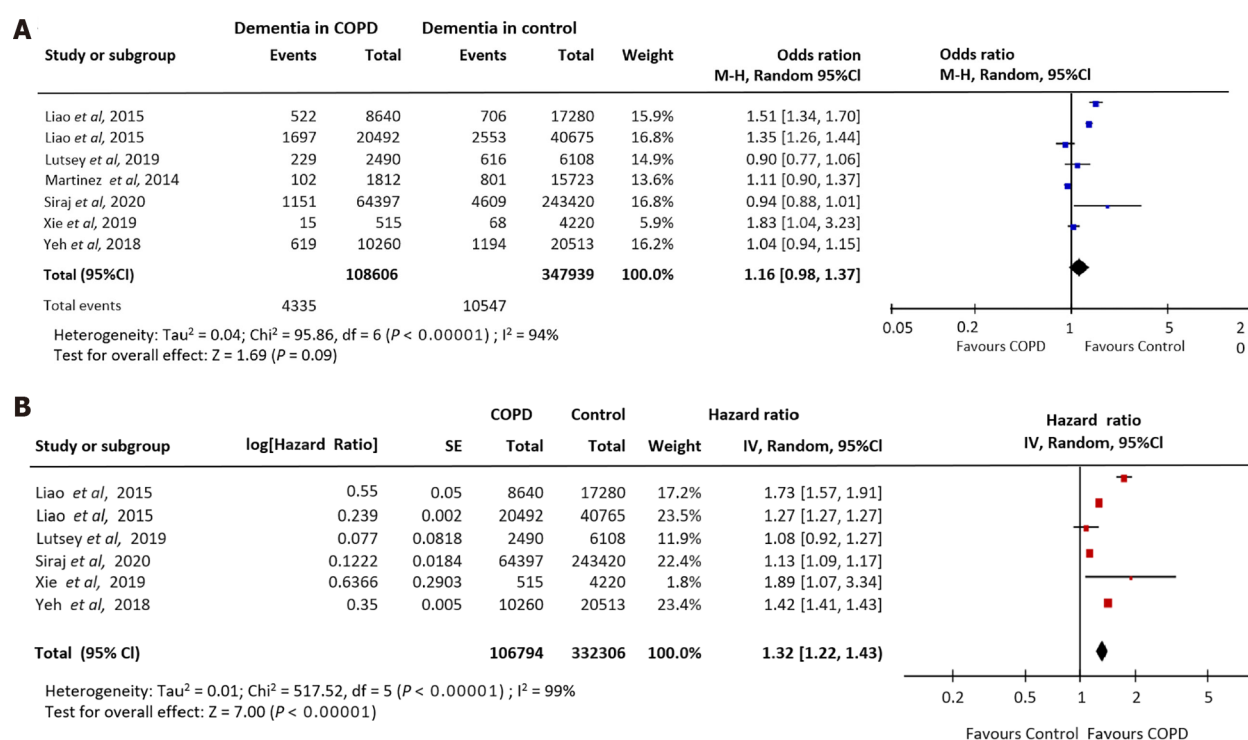 A
Dementia in COPD Dementia in control
Study or subgroup Events Total Events Total Weight Odds ration Odds ratio
M-H, Random 95%Cl M-H, Random, 95%Cl
Liao et al, 2015 522 8640 706 17280 15.9% 1.51 [1.34, 1.70]
Liao et al, 2015 1697 20492 2553 40675 16.8% 1.35 [1.26, 1.44]
Lutsey et al, 2019 229 2490 616 6108 14.9% 0.90 [0.77, 1.06]
Martinez et al, 2014 102 1812 801 15723 13.6% 1.11 [0.90, 1.37]
Siraj et al, 2020 1151 64397 4609 243420 16.8% 0.94 [0.88, 1.01]
Xie et al, 2019 15 515 68 4220 5.9% 1.83 [1.04, 3.23]
Yeh et al, 2018 619 10260 1194 20513 16.2% 1.04 [0.94, 1.15]
Total (95%Cl) 108606 347939 100.0% 1.16 [0.98, 1.37]
Total events 4335 10547
Heterogeneity: Tau² = 0.04; Chi² = 95.86, df = 6 (P < 0.00001) ; I² = 94%
Test for overall effect: Z = 1.69 (P = 0.09)
0.05 0.2 1 5 2
0
Favours COPD Favours Control
B
COPD Control Hazard ratio Hazard ratio
Study or subgroup log[Hazard Ratio] SE Total Total Weight IV, Random, 95%Cl IV, Random, 95%Cl
Liao et al, 2015 0.55 0.05 8640 17280 17.2% 1.73 [1.57, 1.91]
Liao et al, 2015 0.239 0.002 20492 40765 23.5% 1.27 [1.27, 1.27]
Lutsey et al, 2019 0.077 0.0818 2490 6108 11.9% 1.08 [0.92, 1.27]
Siraj et al, 2020 0.1222 0.0184 64397 243420 22.4% 1.13 [1.09, 1.17]
Xie et al, 2019 0.6366 0.2903 515 4220 1.8% 1.89 [1.07, 3.34]
Yeh et al, 2018 0.35 0.005 10260 20513 23.4% 1.42 [1.41, 1.43]
Total (95% Cl) 106794 332306 100.0% 1.32 [1.22, 1.43)
Heterogeneity: Tau² = 0.01; Chi² = 517.52, df = 5 (P < 0.00001) ; I² = 99%
Test for overall effect: Z = 7.00 (P < 0.00001)
0.2 0.5 1 2 5
Favours Control Favours COPD